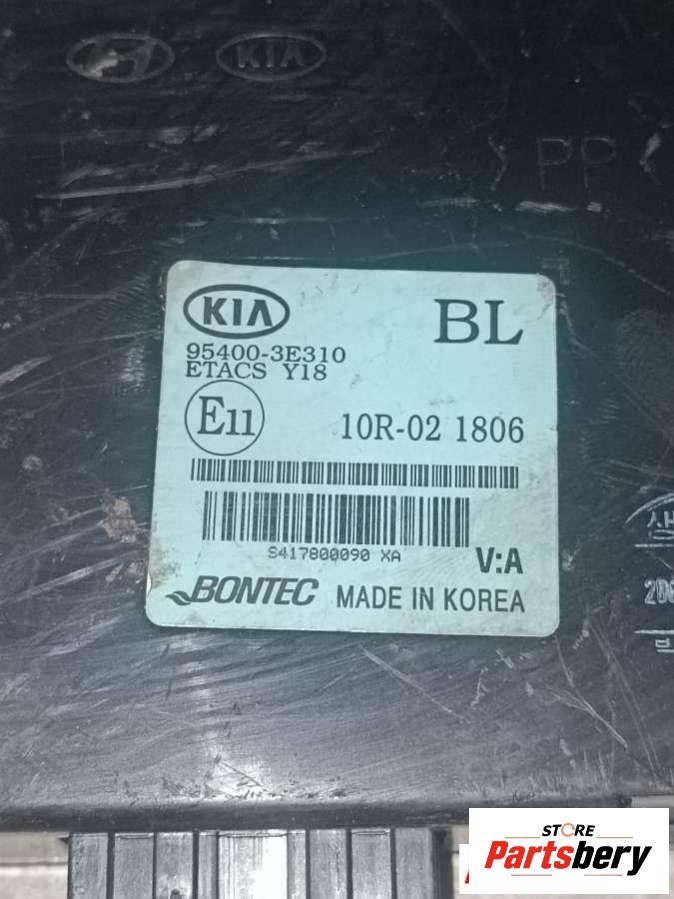 KIA
>PP<
KIA
BL
95400-3E310
ETACS Y18
E11
10R-02 1806
S417800090 XA
V:A
BONTEC MADE IN KOREA
STORE
Partsbery